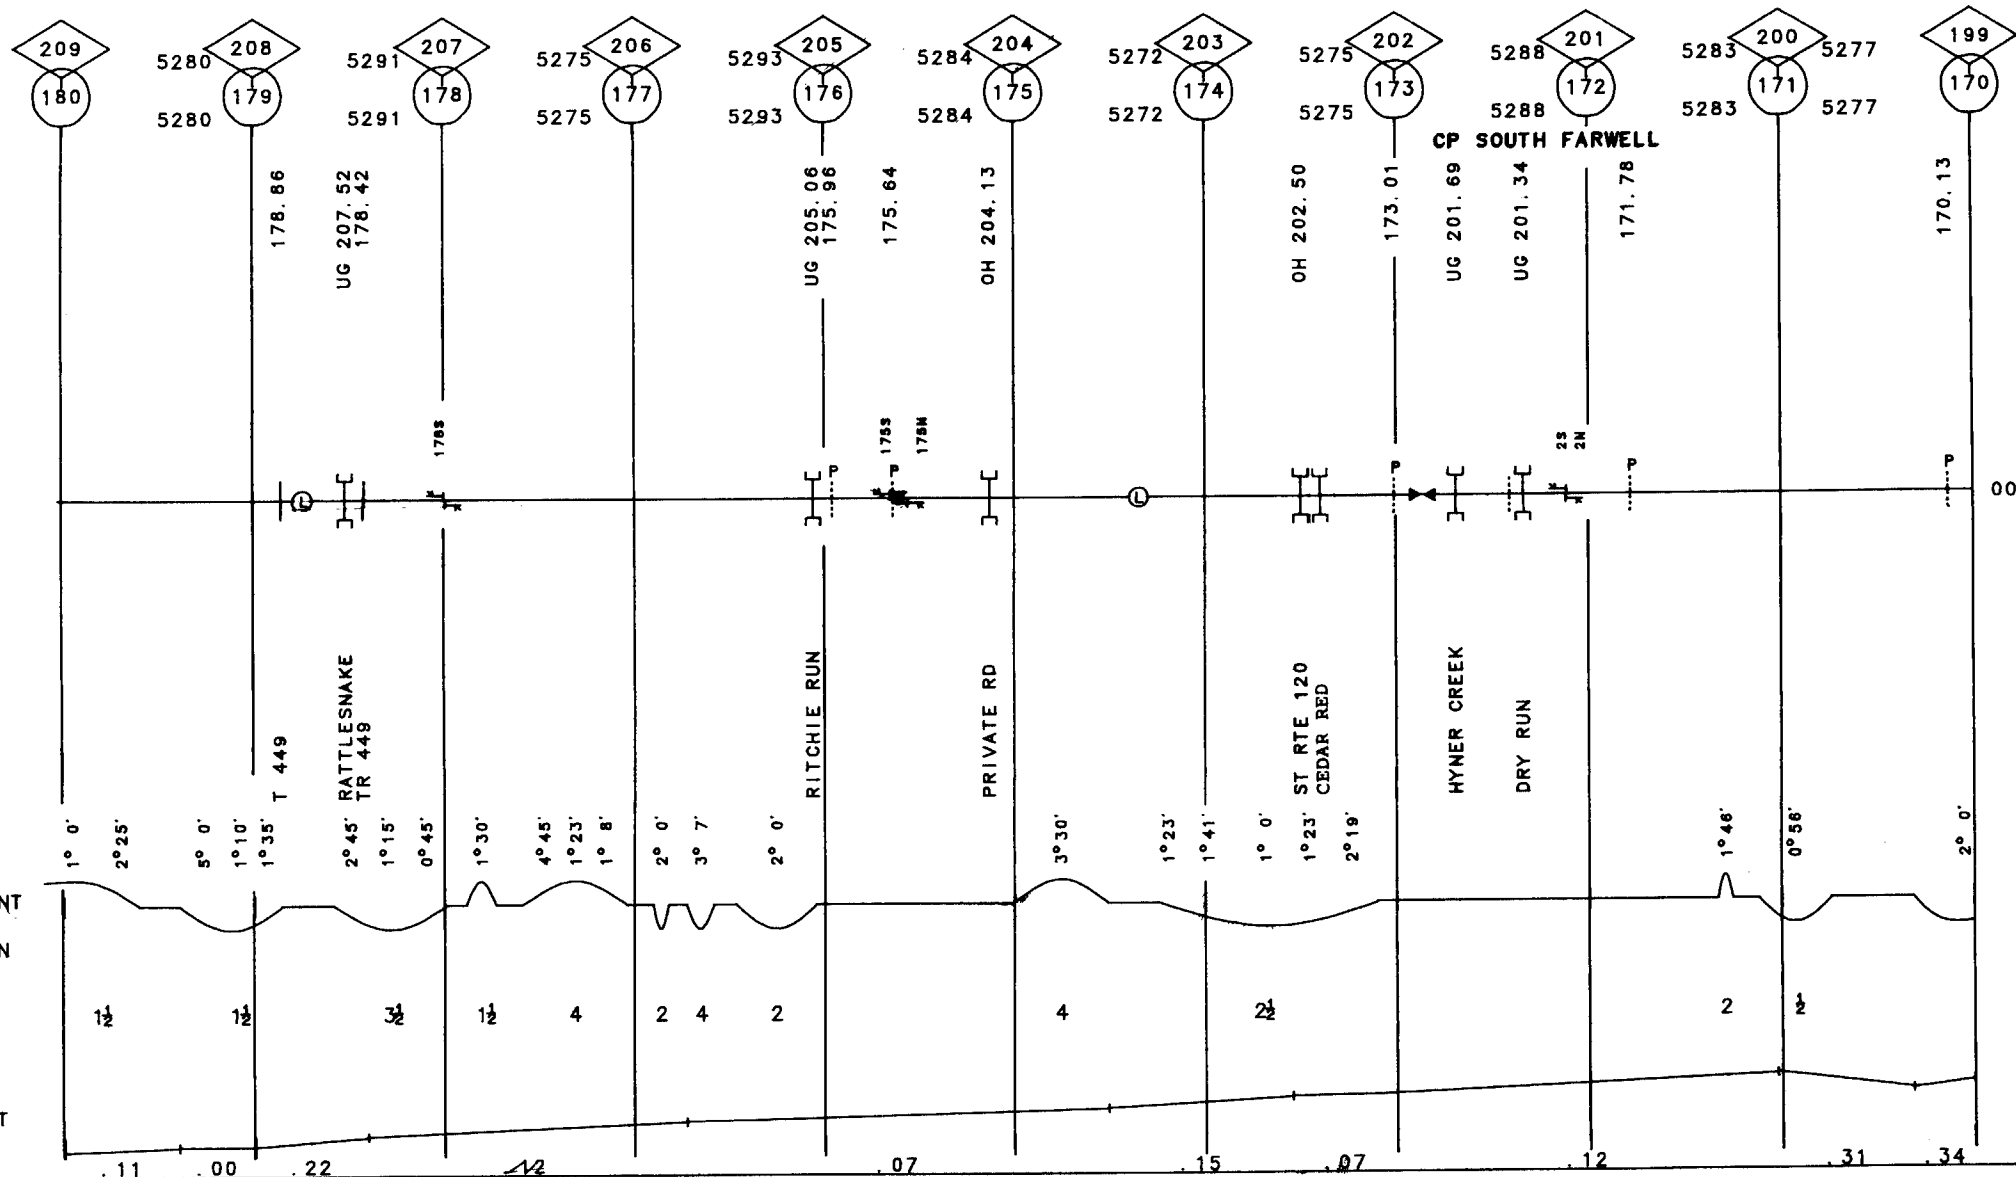 209 208 207 206 205 204 203 202 201 200 199
5280 5291 5275 5293 5284 5272 5275 5288 5283 5277
180 179 178 177 176 175 174 173 172 171 170
5280 5291 5275 5293 5284 5272 5275 5288 5283 5277
CP SOUTH FARWELL
178.86
UG 207.52
178.42
UG 205.06
175.96
175.64
OH 204.13
OH 202.50
173.01
UG 201.69
UG 201.34
171.78
170.13
178S
175S
175N
2S
2N
P P P P P
L L
00
T 449
RATTLESNAKE
TR 449
RITCHIE RUN
PRIVATE RD
ST RTE 120
CEDAR RED
HYNER CREEK
DRY RUN
1° 0'
2°25'
5° 0'
1°10'
1°35'
2°45'
1°15'
0°45'
1°30'
4°45'
1°23'
1° 8'
2° 0'
3° 7'
2° 0'
3°30'
1°23'
1°41'
1° 0'
1°23'
2°19'
1°46'
0°56'
2° 0'
NT
N
1½ 1½ 3½ 1½ 4 2 4 2 4 2½ 2 ½
T
.11 .00 .22 .07 .15 .07 .12 .31 .34